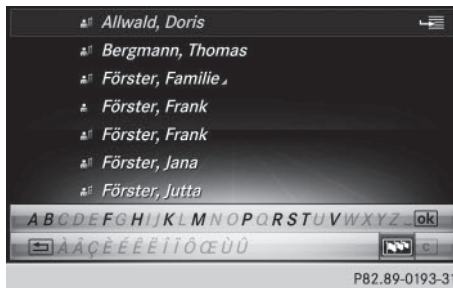 Allwald, Doris
Bergmann, Thomas
Förster, Familie
Förster, Frank
Förster, Frank
Förster, Jana
Förster, Jutta
A B C D E F G H I J K L M N O P Q R S T U V W X Y Z _ ok
À Â Ç È É Ê Ë Î Ï Ô Œ Ù Û c
P82.89-0193-31